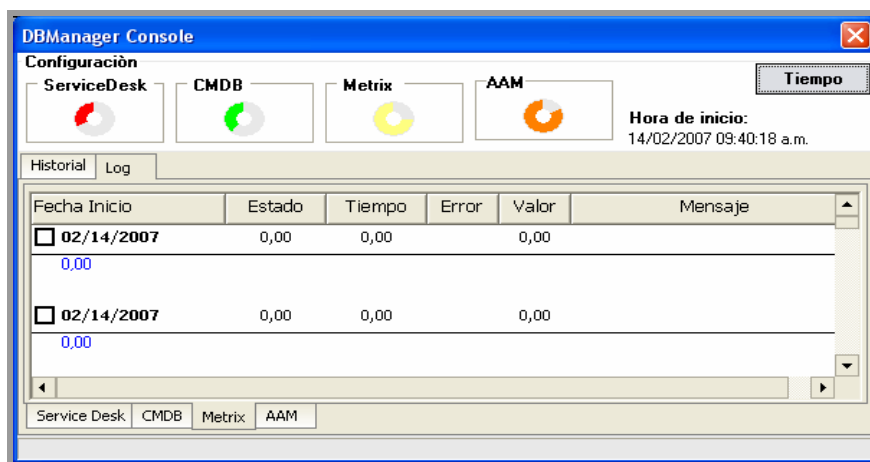 DBManager Console
Configuraciòn
ServiceDesk CMDB Metrix AAM Tiempo
Hora de inicio:
14/02/2007 09:40:18 a.m.
Historial Log
Fecha Inicio Estado Tiempo Error Valor Mensaje
02/14/2007 0,00 0,00 0,00
0,00
02/14/2007 0,00 0,00 0,00
0,00
Service Desk CMDB Metrix AAM